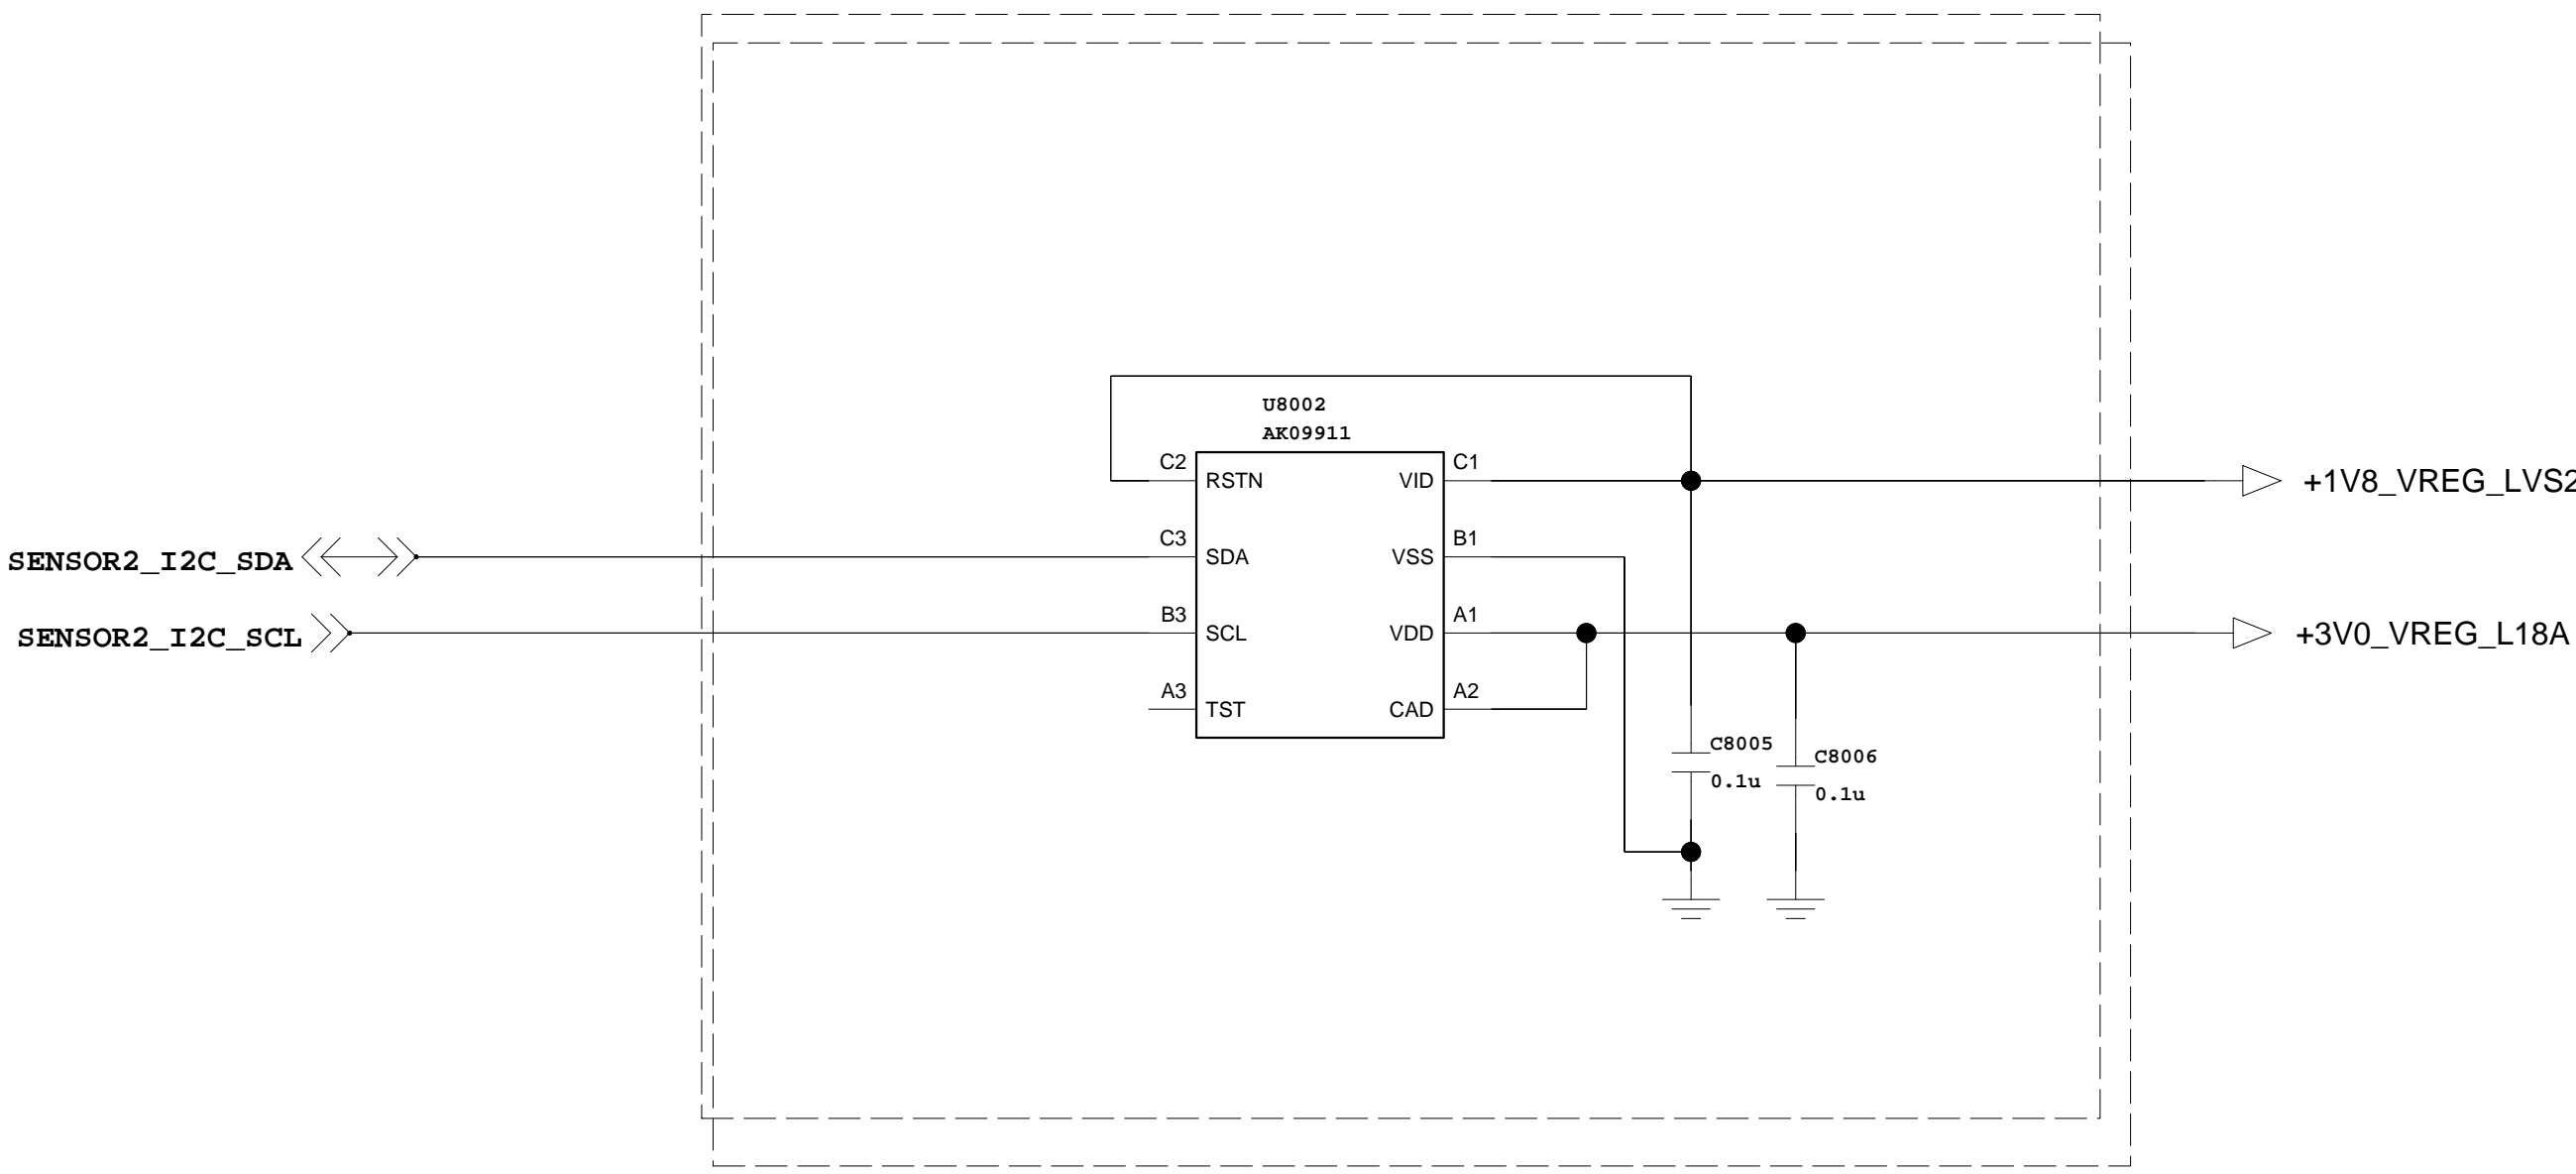 U8002
AK09911
C2
RSTN
VID
C1
+1V8_VREG_LVS2
SENSOR2_I2C_SDA
C3
SDA
VSS
B1
SENSOR2_I2C_SCL
B3
SCL
VDD
A1
+3V0_VREG_L18A
A3
TST
CAD
A2
C8005
0.1u
C8006
0.1u